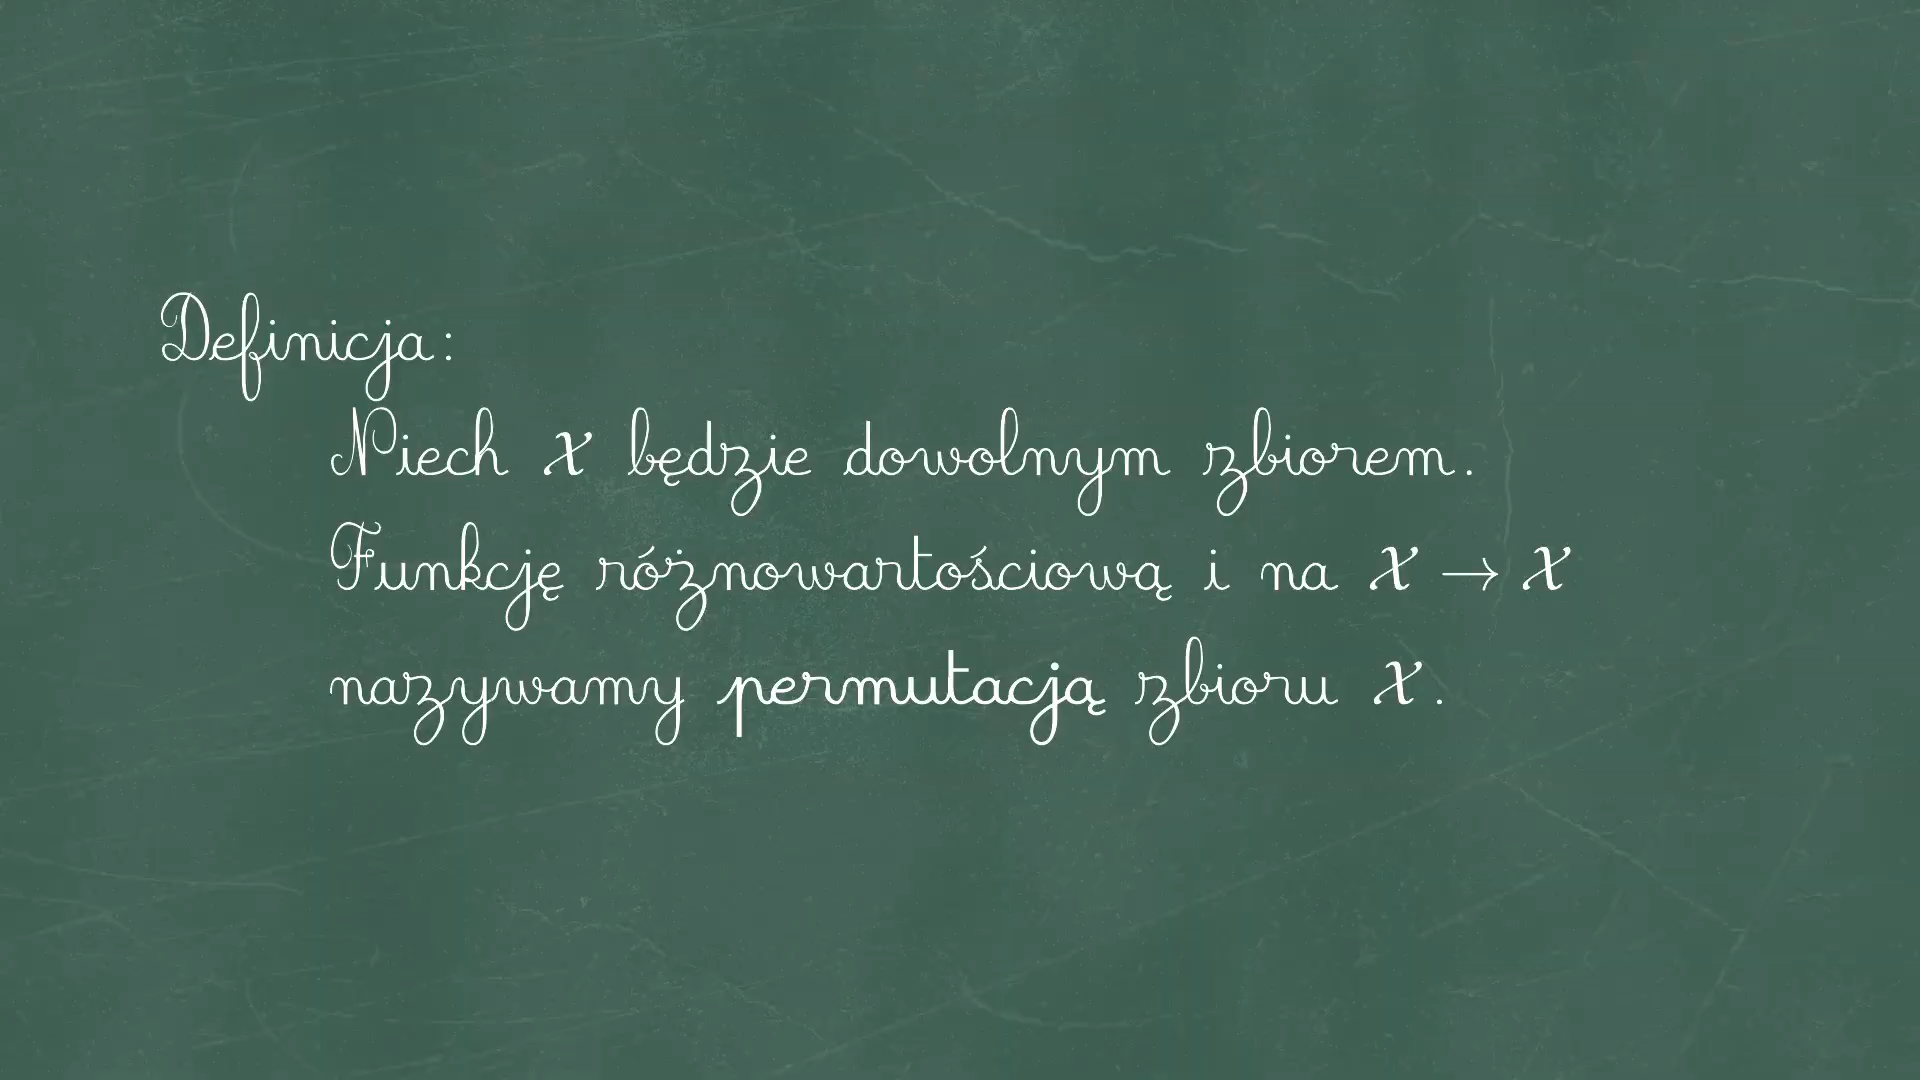 Definicja:
Niech X będzie dowolnym zbiorem.
Funkcję różnowartościową i na X → X
nazywamy permutacją zbioru X.